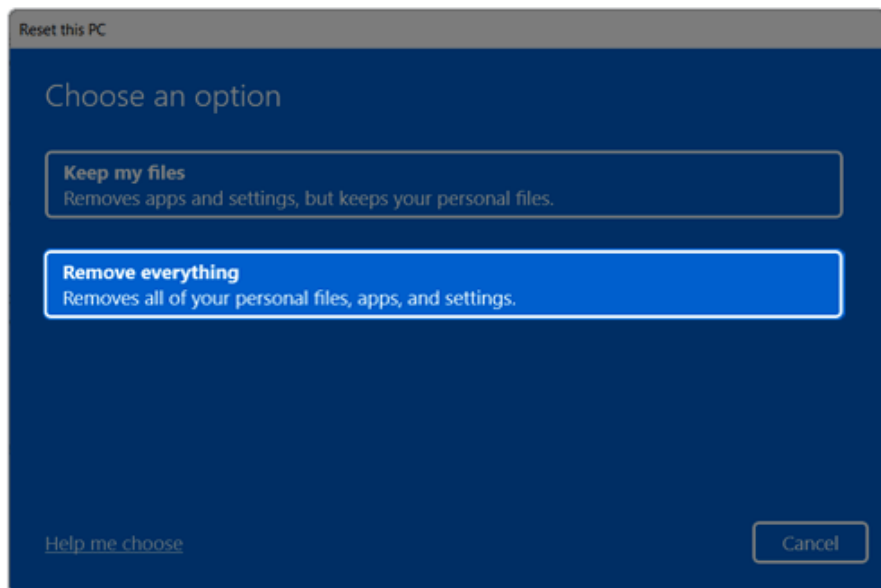 Reset this PC
Choose an option
Keep my files
Removes apps and settings, but keeps your personal files.
Remove everything
Removes all of your personal files, apps, and settings.
Help me choose
Cancel